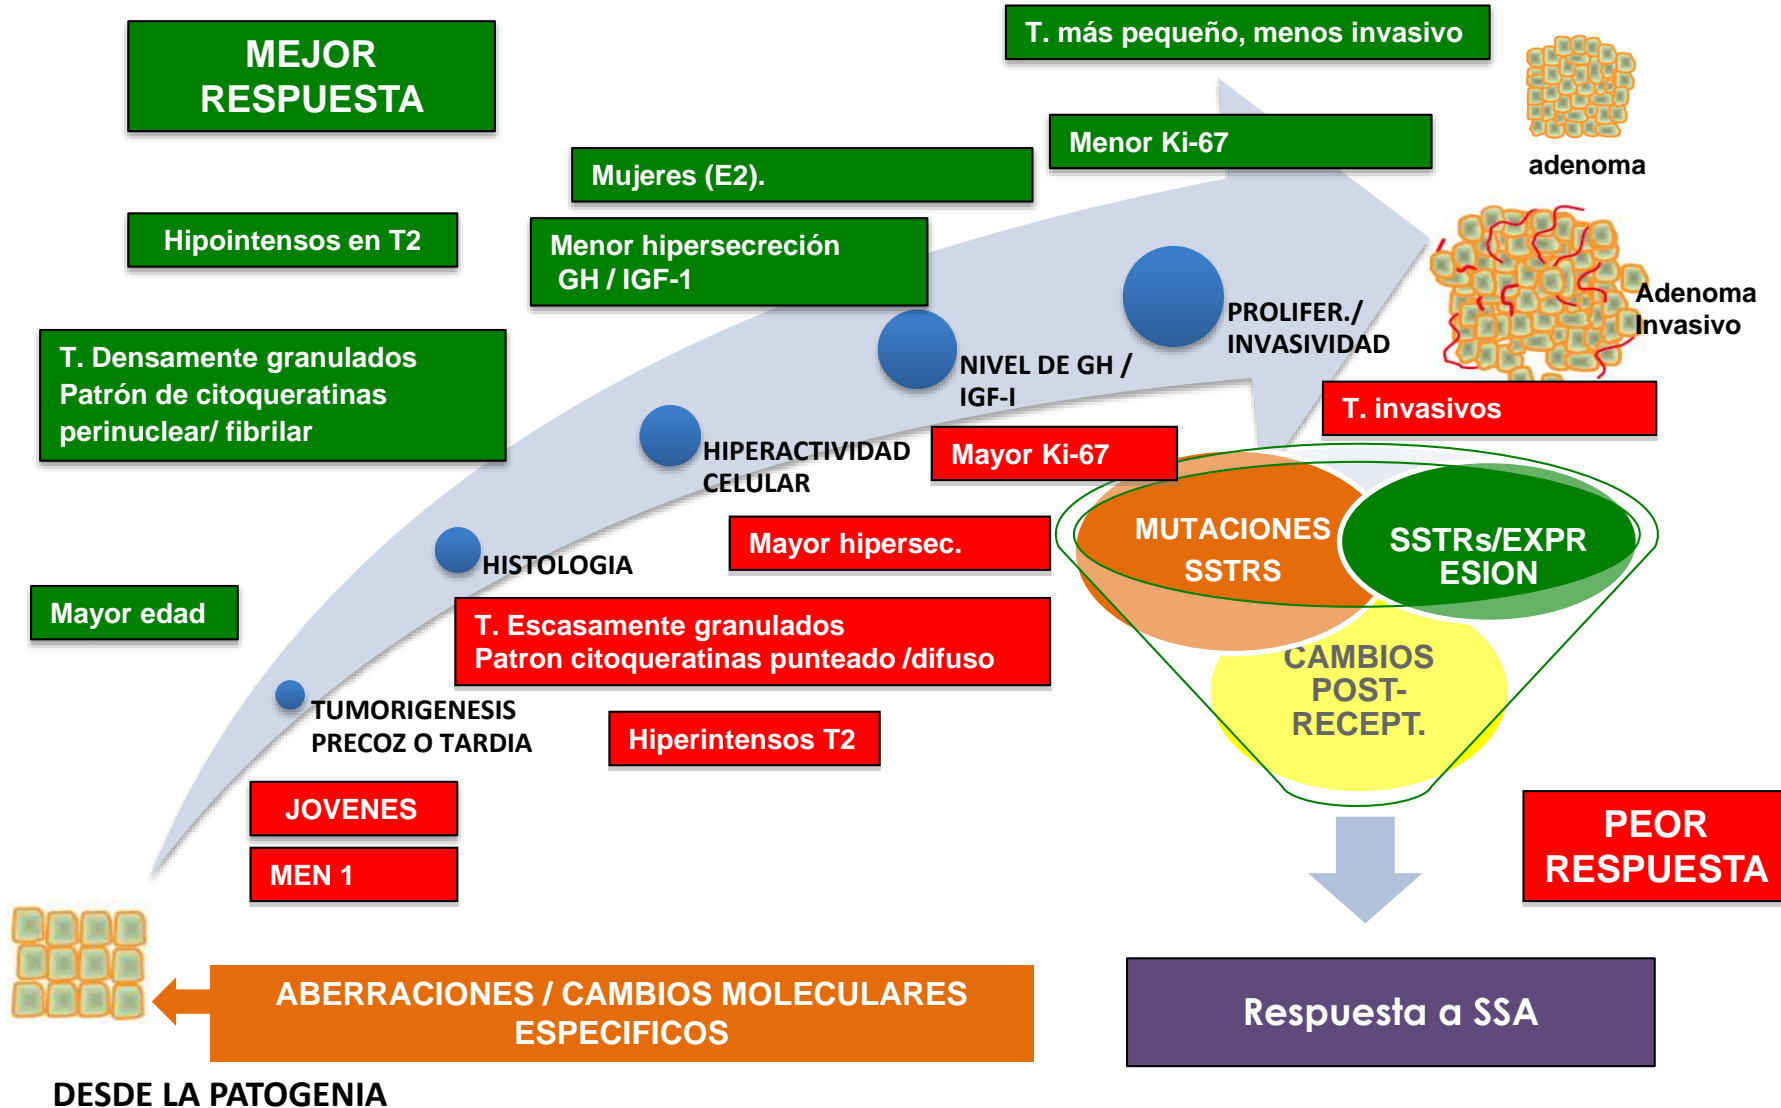 MEJOR
RESPUESTA
T. más pequeño, menos invasivo
adenoma
Menor Ki-67
Mujeres (E2).
Hipointensos en T2
Menor hipersecreción
GH / IGF-1
Adenoma
Invasivo
PROLIFER./
INVASIVIDAD
T. Densamente granulados
Patrón de citoqueratinas
perinuclear/ fibrilar
NIVEL DE GH /
IGF-I
T. invasivos
HIPERACTIVIDAD
CELULAR
Mayor Ki-67
MUTACIONES
SSTRS
SSTRs/EXPR
ESION
Mayor hipersec.
HISTOLOGIA
Mayor edad
T. Escasamente granulados
Patron citoqueratinas punteado /difuso
CAMBIOS
POST-
RECEPT.
TUMORIGENESIS
PRECOZ O TARDIA
Hiperintensos T2
JOVENES
MEN 1
PEOR
RESPUESTA
ABERRACIONES / CAMBIOS MOLECULARES
ESPECIFICOS
Respuesta a SSA
DESDE LA PATOGENIA